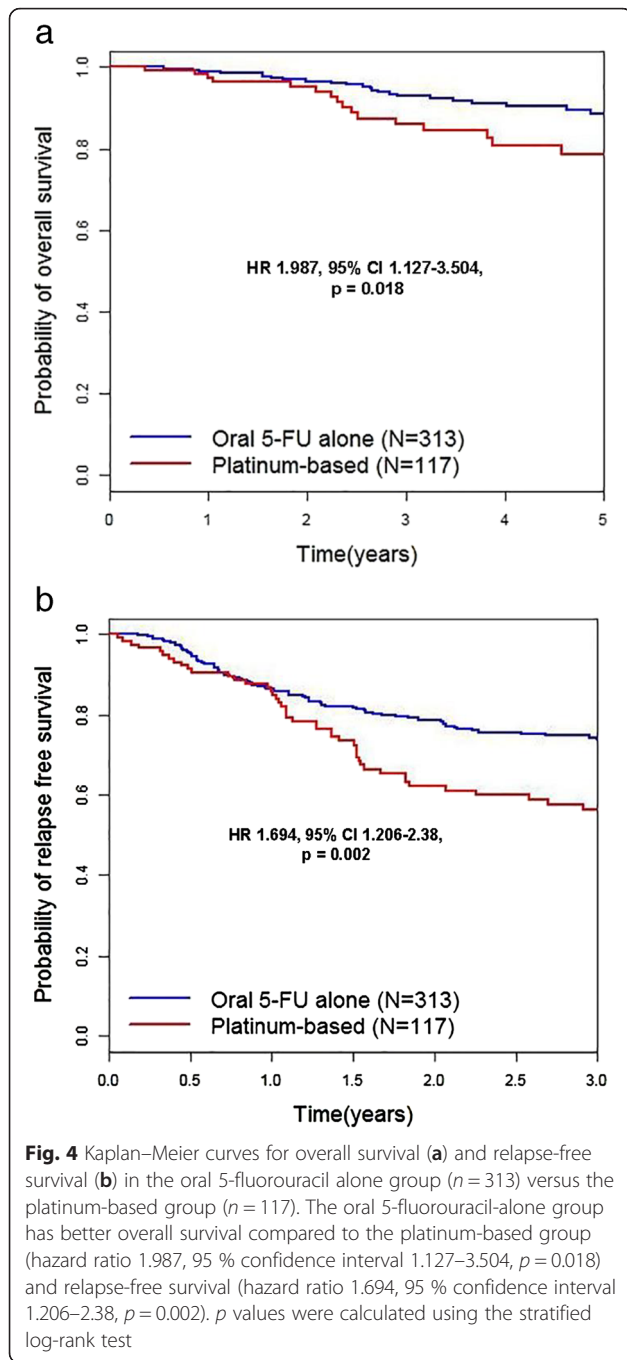 a
1.0
0.8
0.6
0.4
0.2
0.0
Probability of overall survival
HR 1.987, 95% CI 1.127-3.504,
p = 0.018
Oral 5-FU alone (N=313)
Platinum-based (N=117)
0 1 2 3 4 5
Time(years)
b
1.0
0.8
0.6
0.4
0.2
0.0
Probability of relapse free survival
HR 1.694, 95% CI 1.206-2.38,
p = 0.002
Oral 5-FU alone (N=313)
Platinum-based (N=117)
0.0 0.5 1.0 1.5 2.0 2.5 3.0
Time(years)
Fig. 4 Kaplan–Meier curves for overall survival (a) and relapse-free
survival (b) in the oral 5-fluorouracil alone group (n = 313) versus the
platinum-based group (n = 117). The oral 5-fluorouracil-alone group
has better overall survival compared to the platinum-based group
(hazard ratio 1.987, 95 % confidence interval 1.127–3.504, p = 0.018)
and relapse-free survival (hazard ratio 1.694, 95 % confidence interval
1.206–2.38, p = 0.002). p values were calculated using the stratified
log-rank test